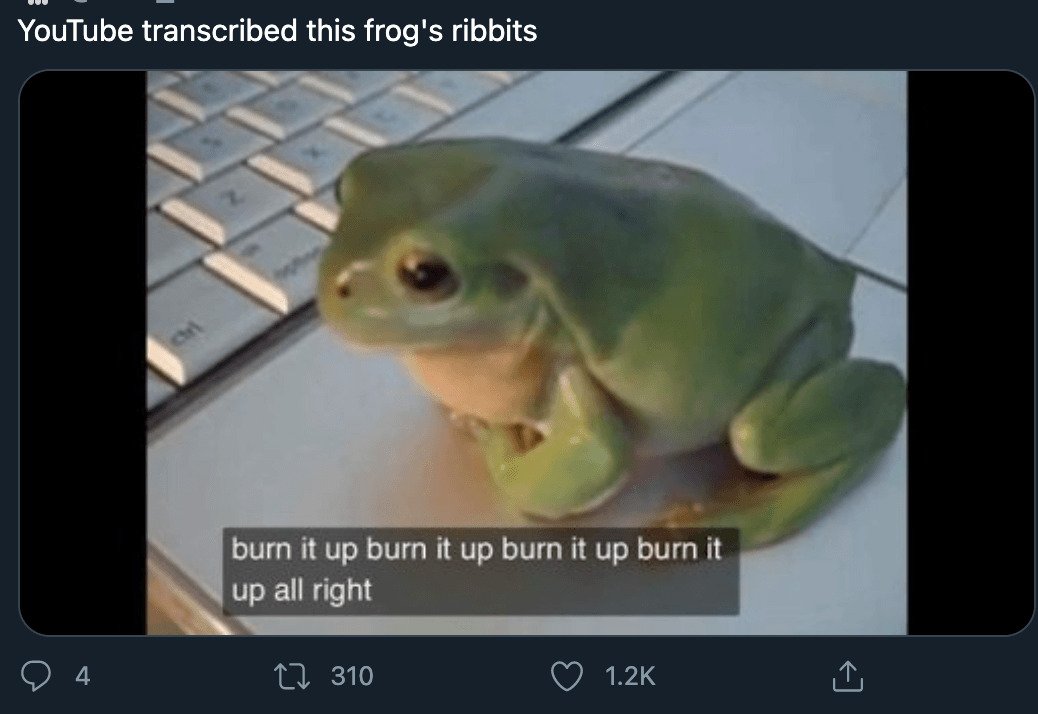 YouTube transcribed this frog's ribbits
Z
ctrl
burn it up burn it up burn it up burn it
up all right
4
310
1.2K